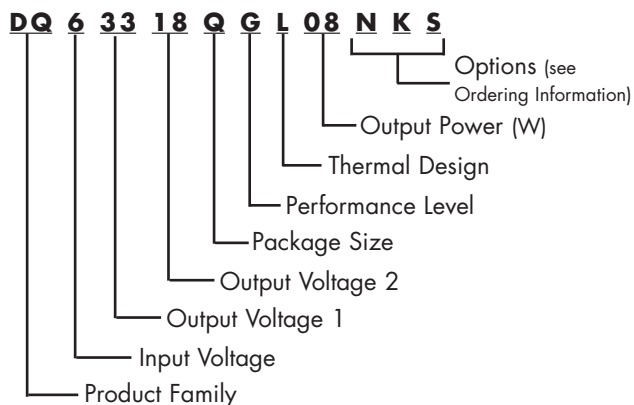 DQ 6 33 18 Q G L 08 N K S
Options (see
Ordering Information)
Output Power (W)
Thermal Design
Performance Level
Package Size
Output Voltage 2
Output Voltage 1
Input Voltage
Product Family